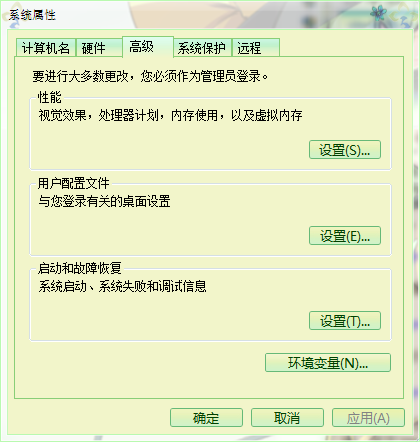 系统属性
计算机名 硬件 高级 系统保护 远程
要进行大多数更改，您必须作为管理员登录。
性能
视觉效果，处理器计划，内存使用，以及虚拟内存
设置(S)...
用户配置文件
与您登录有关的桌面设置
设置(E)...
启动和故障恢复
系统启动、系统失败和调试信息
设置(T)...
环境变量(N)...
确定 取消 应用(A)